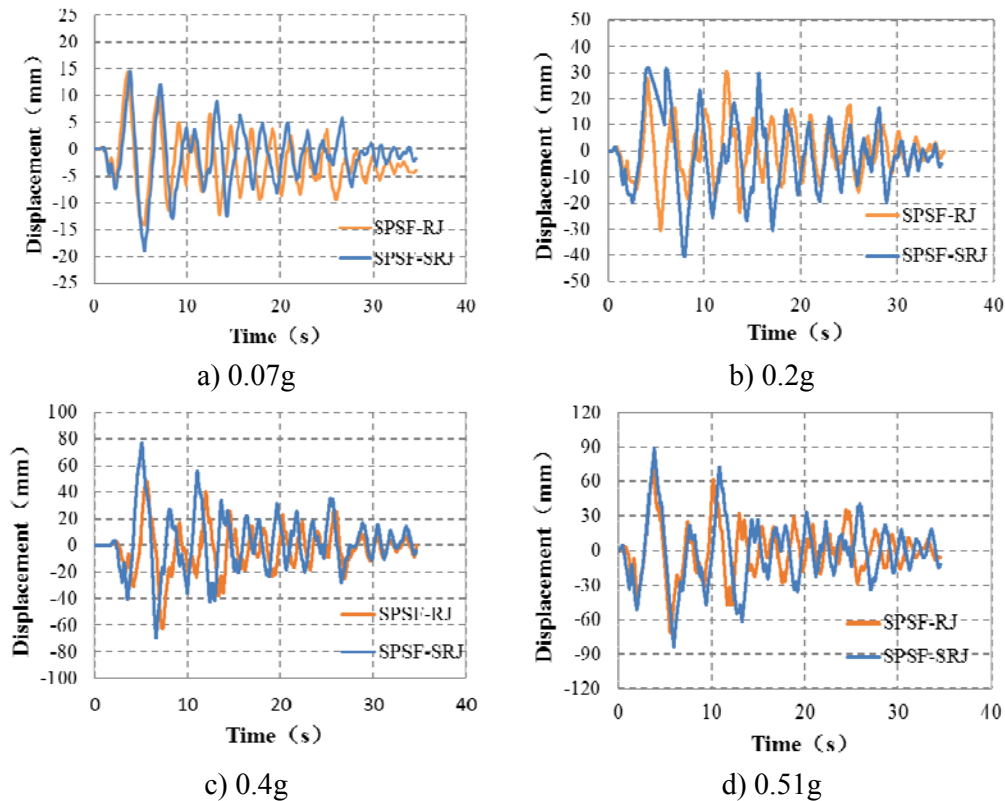 25
20
15
10
5
0
-5
-10
-15
-20
-25
Displacement（mm）
SPSF-RJ
SPSF-SRJ
0 10 20 30 40
Time（s）
a) 0.07g
50
40
30
20
10
0
-10
-20
-30
-40
-50
Displacement（mm）
SPSF-RJ
SPSF-SRJ
0 10 20 30 40
Time（s）
b) 0.2g
100
80
60
40
20
0
-20
-40
-60
-80
-100
Displacement（mm）
SPSF-RJ
SPSF-SRJ
0 10 20 30 40
Time（s）
c) 0.4g
120
90
60
30
0
-30
-60
-90
-120
Displacement（mm）
SPSF-RJ
SPSF-SRJ
0 10 20 30 40
Time（s）
d) 0.51g